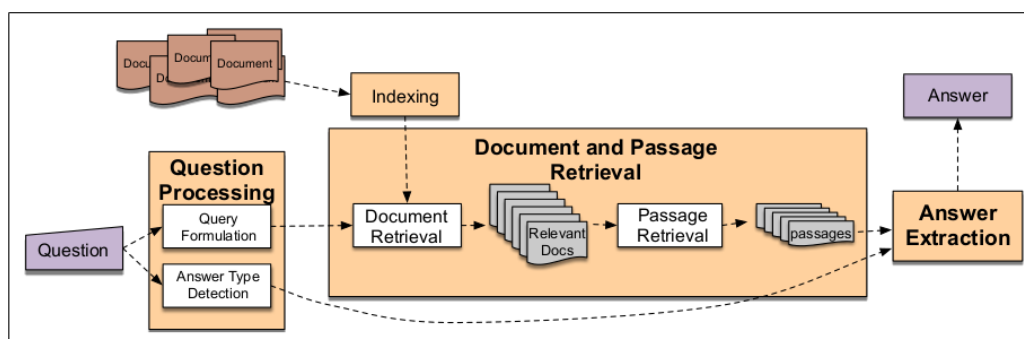 Docu
Docum
Document
Do
Indexing
Answer
Document and Passage
Retrieval
Question
Processing
Query
Formulation
Document
Retrieval
Relevant
Docs
Passage
Retrieval
passages
Answer
Extraction
Question
Answer Type
Detection